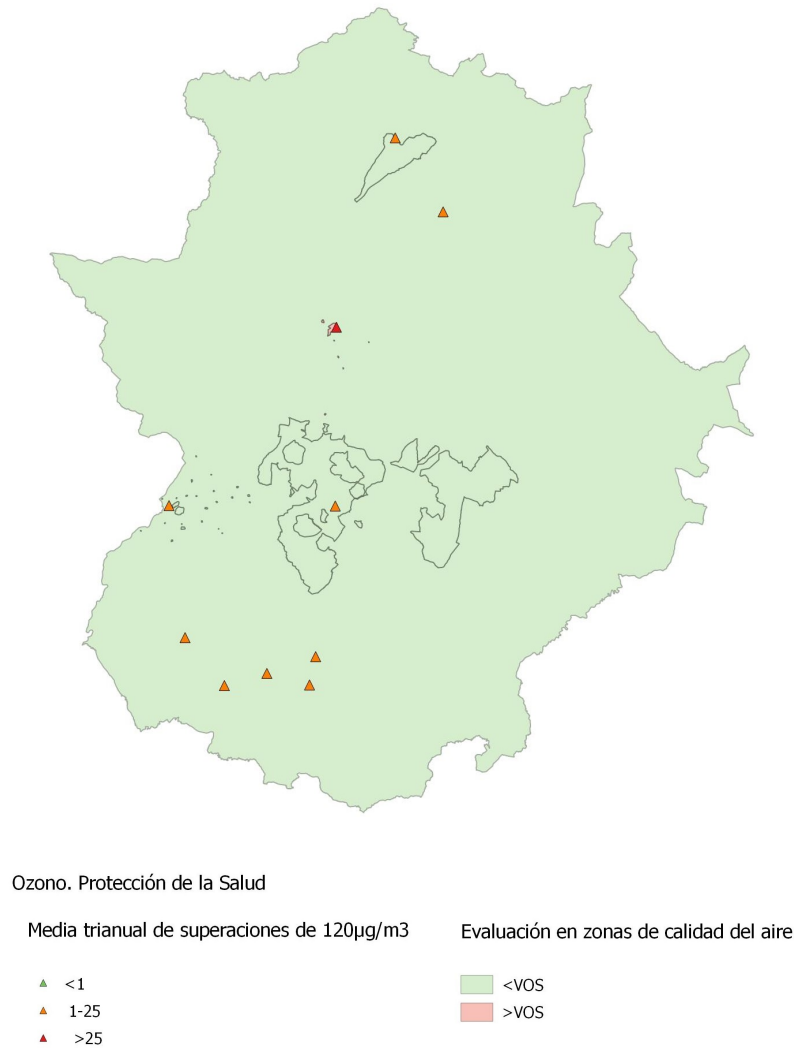 Ozono. Protección de la Salud
Media trianual de superaciones de 120µg/m3
Evaluación en zonas de calidad del aire
<1
1-25
>25
<VOS
>VOS